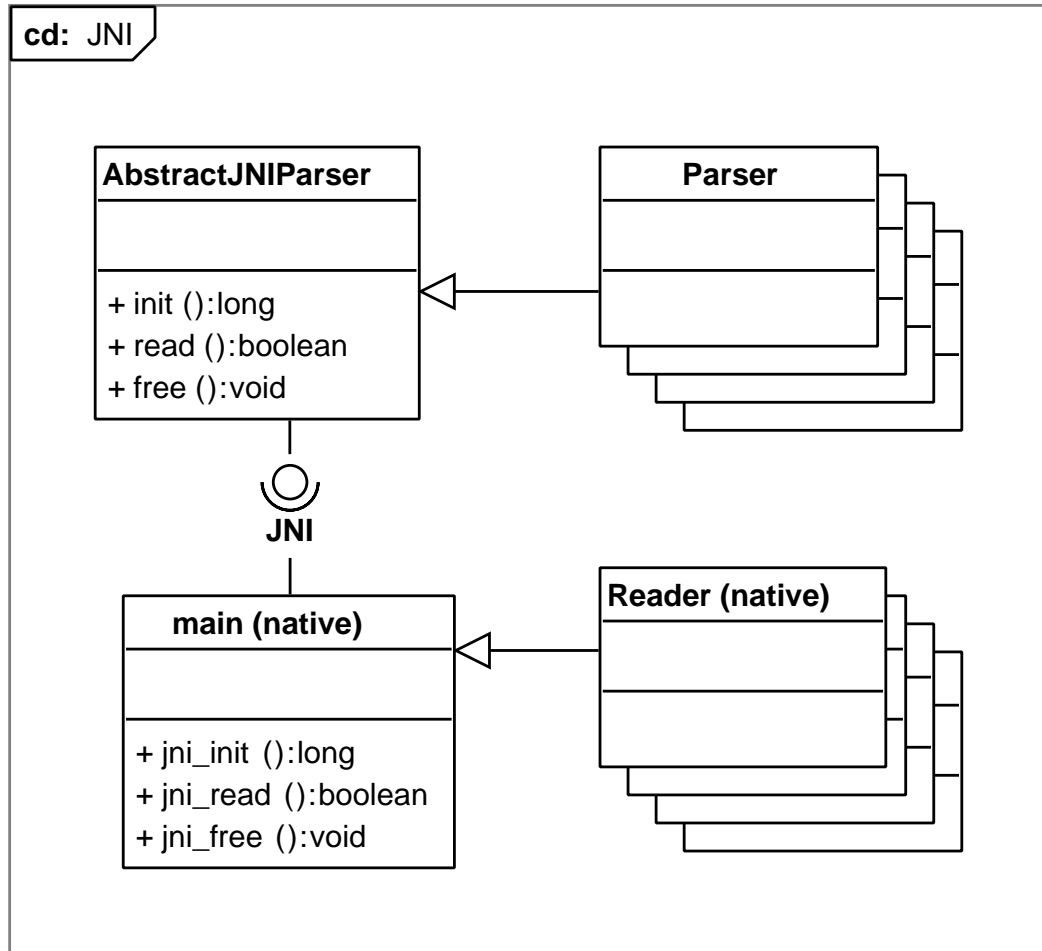 cd: JNI
AbstractJNIParser
+ init ():long
+ read ():boolean
+ free ():void
Parser
JNI
main (native)
+ jni_init ():long
+ jni_read ():boolean
+ jni_free ():void
Reader (native)